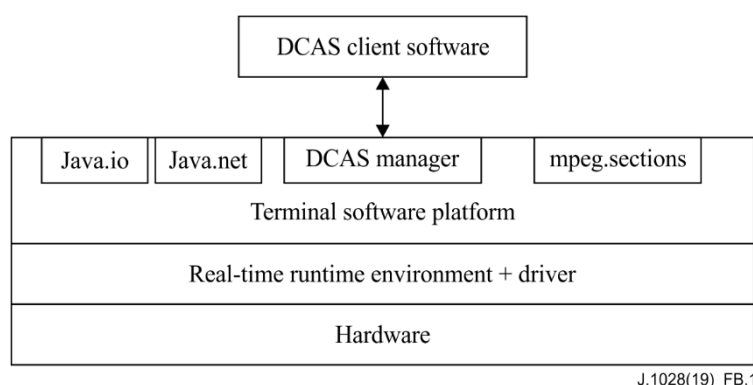 DCAS client software
Java.io Java.net DCAS manager mpeg.sections
Terminal software platform
Real-time runtime environment + driver
Hardware
J.1028(19)_FB.1